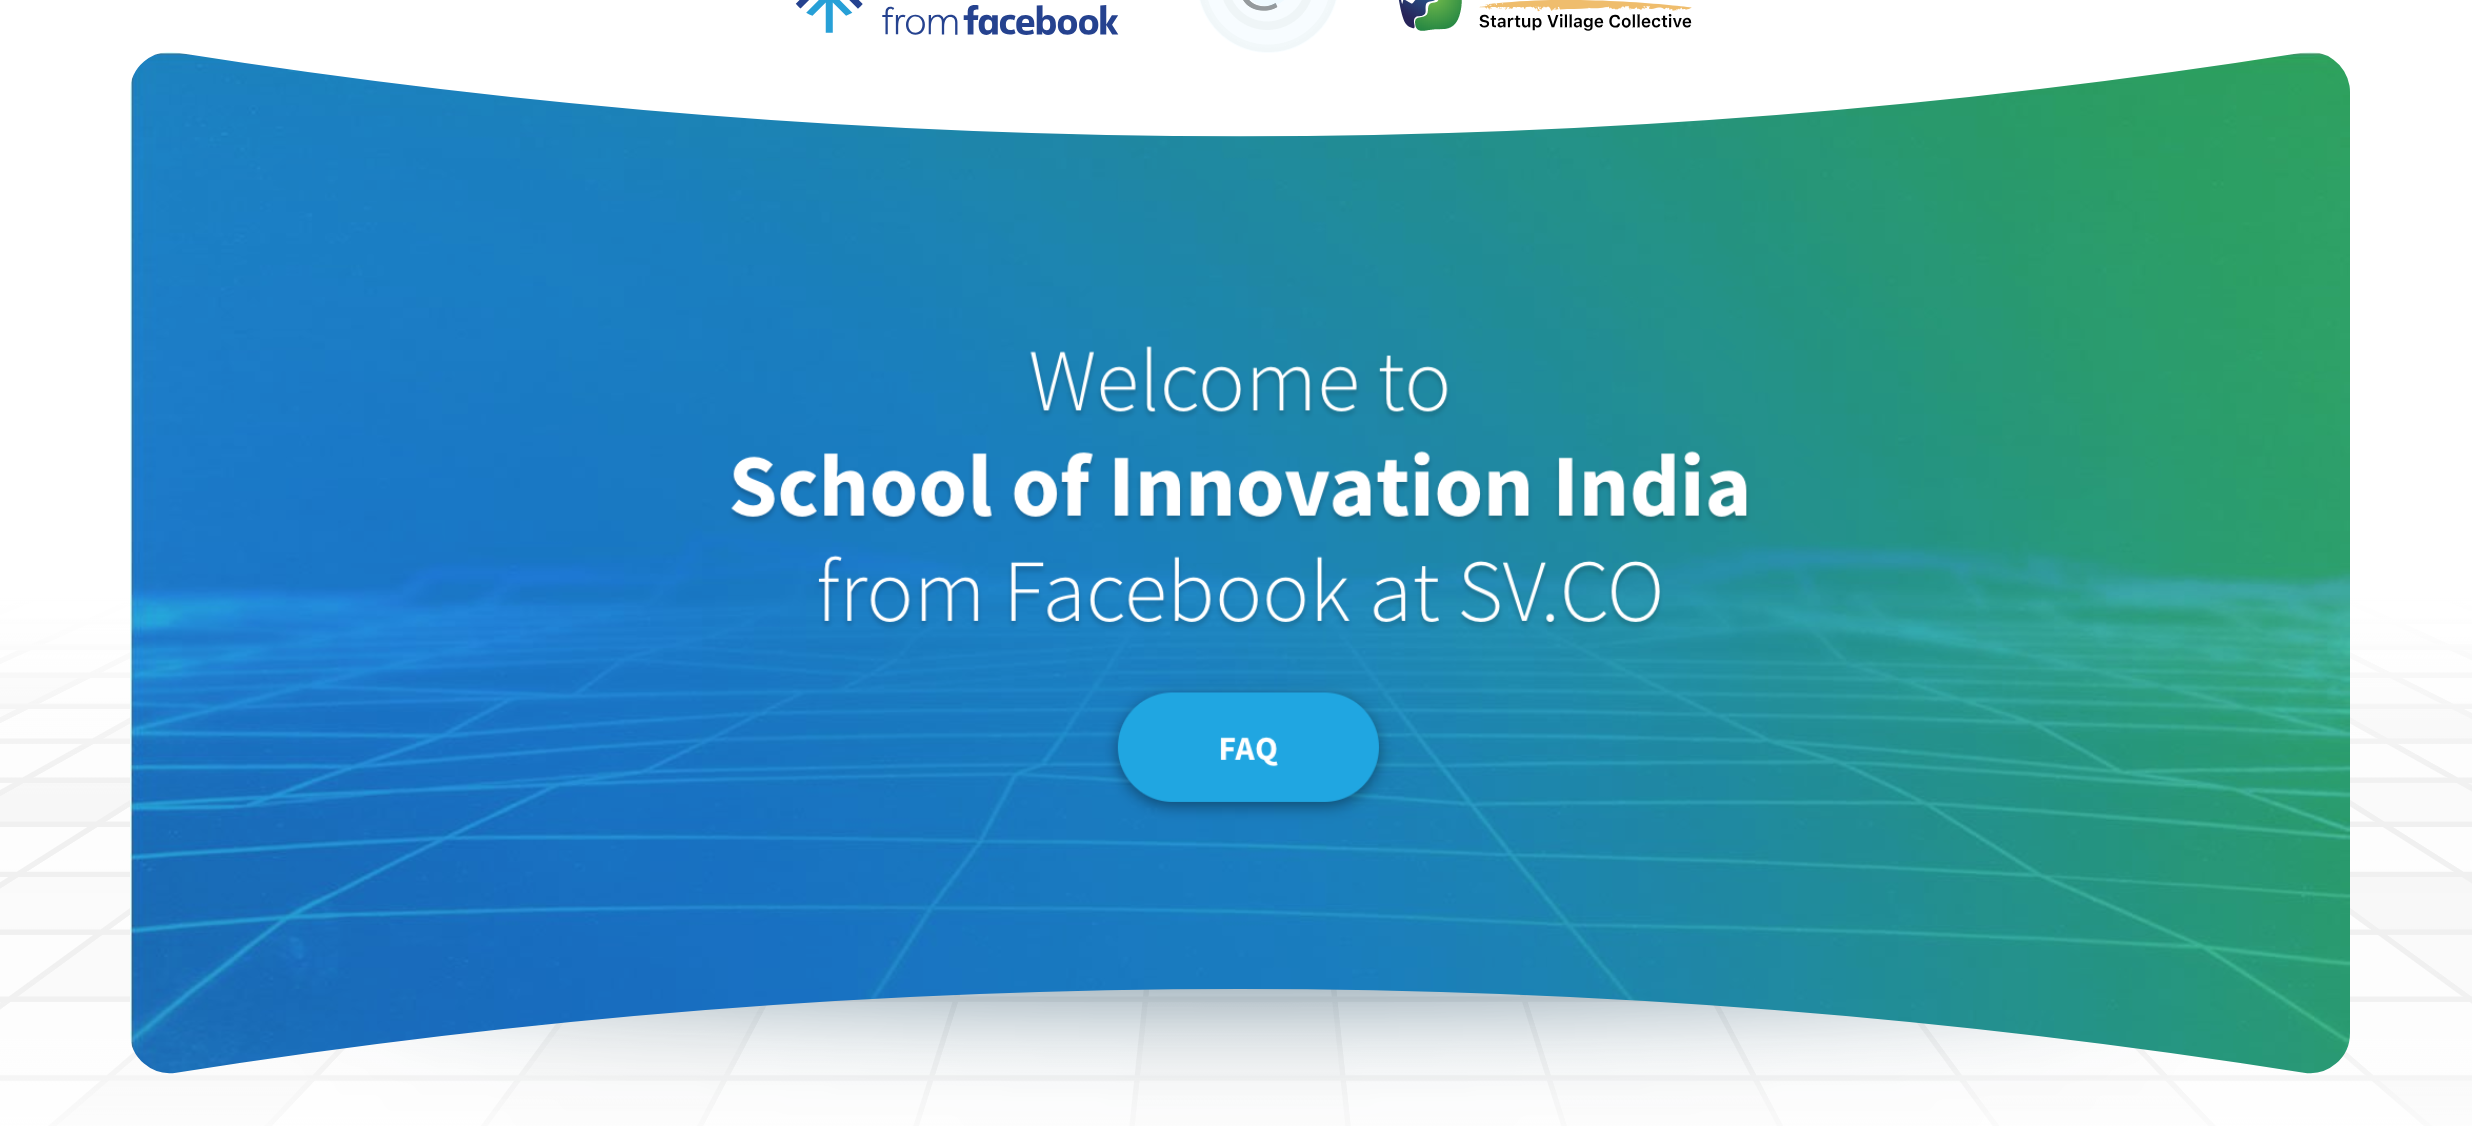 from facebook
Startup Village Collective
Welcome to
School of Innovation India
from Facebook at SV.CO
FAQ